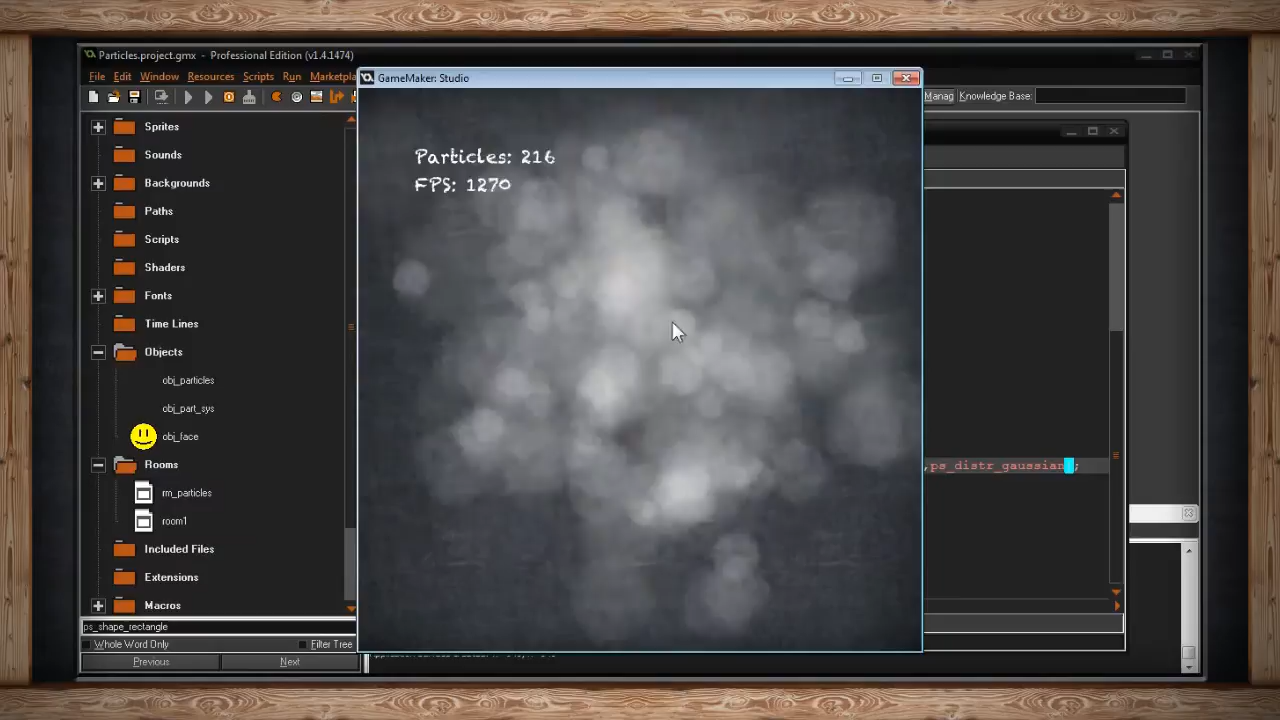 Particles.project.gmx - Professional Edition (v1.4.1474)
File Edit Window Resources Scripts Run Marketpla
Manag Knowledge Base:
GameMaker: Studio
Particles: 216
FPS: 1270
Sprites
Sounds
Backgrounds
Paths
Scripts
Shaders
Fonts
Time Lines
Objects
obj_particles
obj_part_sys
obj_face
Rooms
rm_particles
room1
Included Files
Extensions
Macros
,ps_distr_gaussian);
ps_shape_rectangle
Whole Word Only Filter Tree
Previous Next